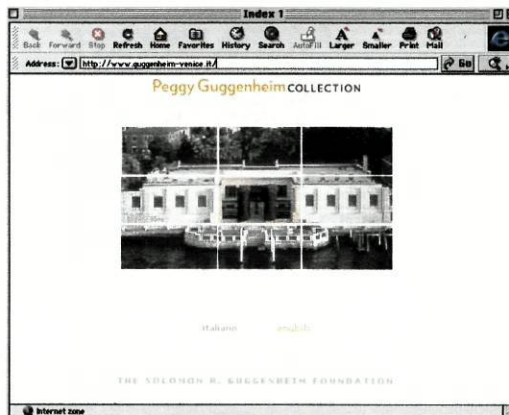 Index 1
Back Forward Stop Refresh Home Favorites History Search AutoFill Larger Smaller Print Mail
Address: http://www.guggenheim-venice.it/ Go
Peggy Guggenheim COLLECTION
italiano english
THE SOLOMON R. GUGGENHEIM FOUNDATION
Internet zone